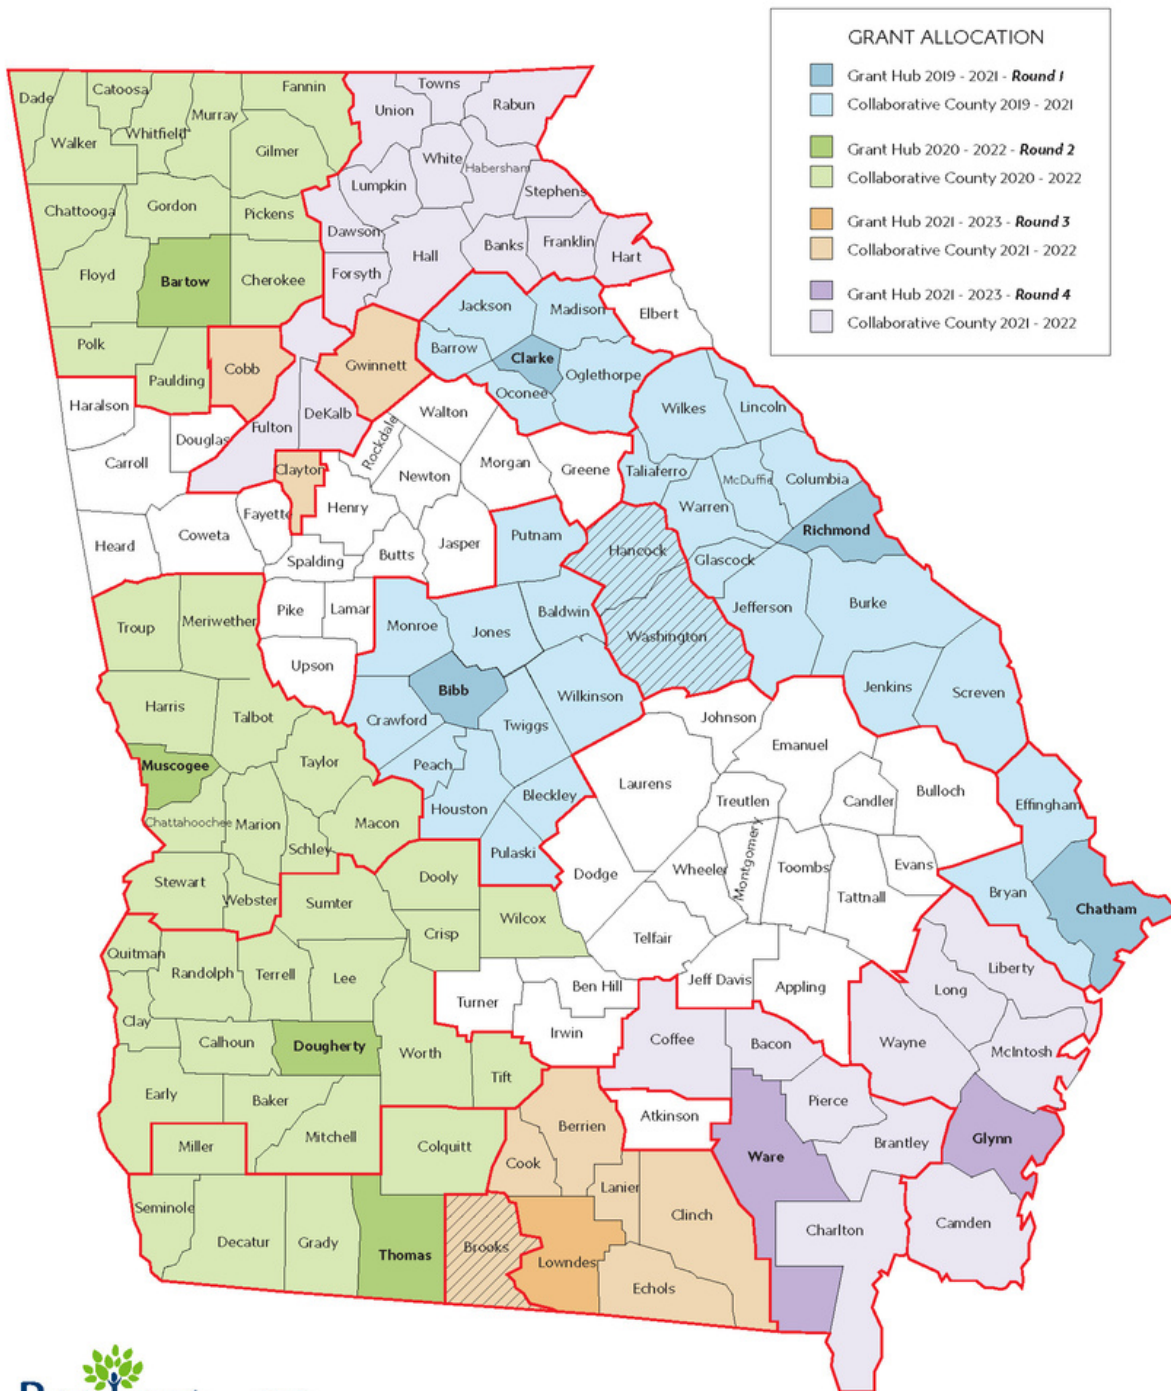 GRANT ALLOCATION
Grant Hub 2019 - 2021 - Round 1
Collaborative County 2019 - 2021
Grant Hub 2020 - 2022 - Round 2
Collaborative County 2020 - 2022
Grant Hub 2021 - 2023 - Round 3
Collaborative County 2021 - 2022
Grant Hub 2021 - 2023 - Round 4
Collaborative County 2021 - 2022
Dade
Catoosa
Fannin
Towns
Union
Rabun
Murray
Whitfield
Walker
Gilmer
White
Habersham
Lumpkin
Stephens
Chattooga
Gordon
Pickens
Dawson
Hall
Banks
Franklin
Hart
Floyd
Bartow
Cherokee
Forsyth
Jackson
Madison
Elbert
Polk
Paulding
Cobb
Gwinnett
Barrow
Clarke
Oglethorpe
Oconee
Haralson
Douglas
Fulton
DeKalb
Walton
Wilkes
Lincoln
Carroll
Clayton
Rockdale
Newton
Morgan
Greene
Taliaferro
McDuffie
Columbia
Heard
Coweta
Fayette
Henry
Spalding
Butts
Jasper
Putnam
Hancock
Warren
Richmond
Glascock
Troup
Meriwether
Pike
Lamar
Monroe
Jones
Baldwin
Washington
Jefferson
Burke
Upson
Harris
Talbot
Crawford
Bibb
Twiggs
Wilkinson
Jenkins
Screven
Johnson
Emanuel
Muscogee
Taylor
Peach
Houston
Bleckley
Laurens
Treutlen
Candler
Bulloch
Effingham
Chattahoochee
Marion
Schley
Macon
Pulaski
Dodge
Wheeler
Montgomery
Toombs
Tattnall
Evans
Bryan
Chatham
Stewart
Webster
Sumter
Dooly
Crisp
Wilcox
Telfair
Quitman
Randolph
Terrell
Lee
Turner
Ben Hill
Irwin
Jeff Davis
Appling
Long
Liberty
Clay
Calhoun
Dougherty
Worth
Tift
Coffee
Bacon
Wayne
McIntosh
Early
Baker
Mitchell
Miller
Colquitt
Berrien
Cook
Atkinson
Pierce
Ware
Brantley
Glynn
Seminole
Decatur
Grady
Thomas
Brooks
Lowndes
Lanier
Clinch
Echols
Charlton
Camden